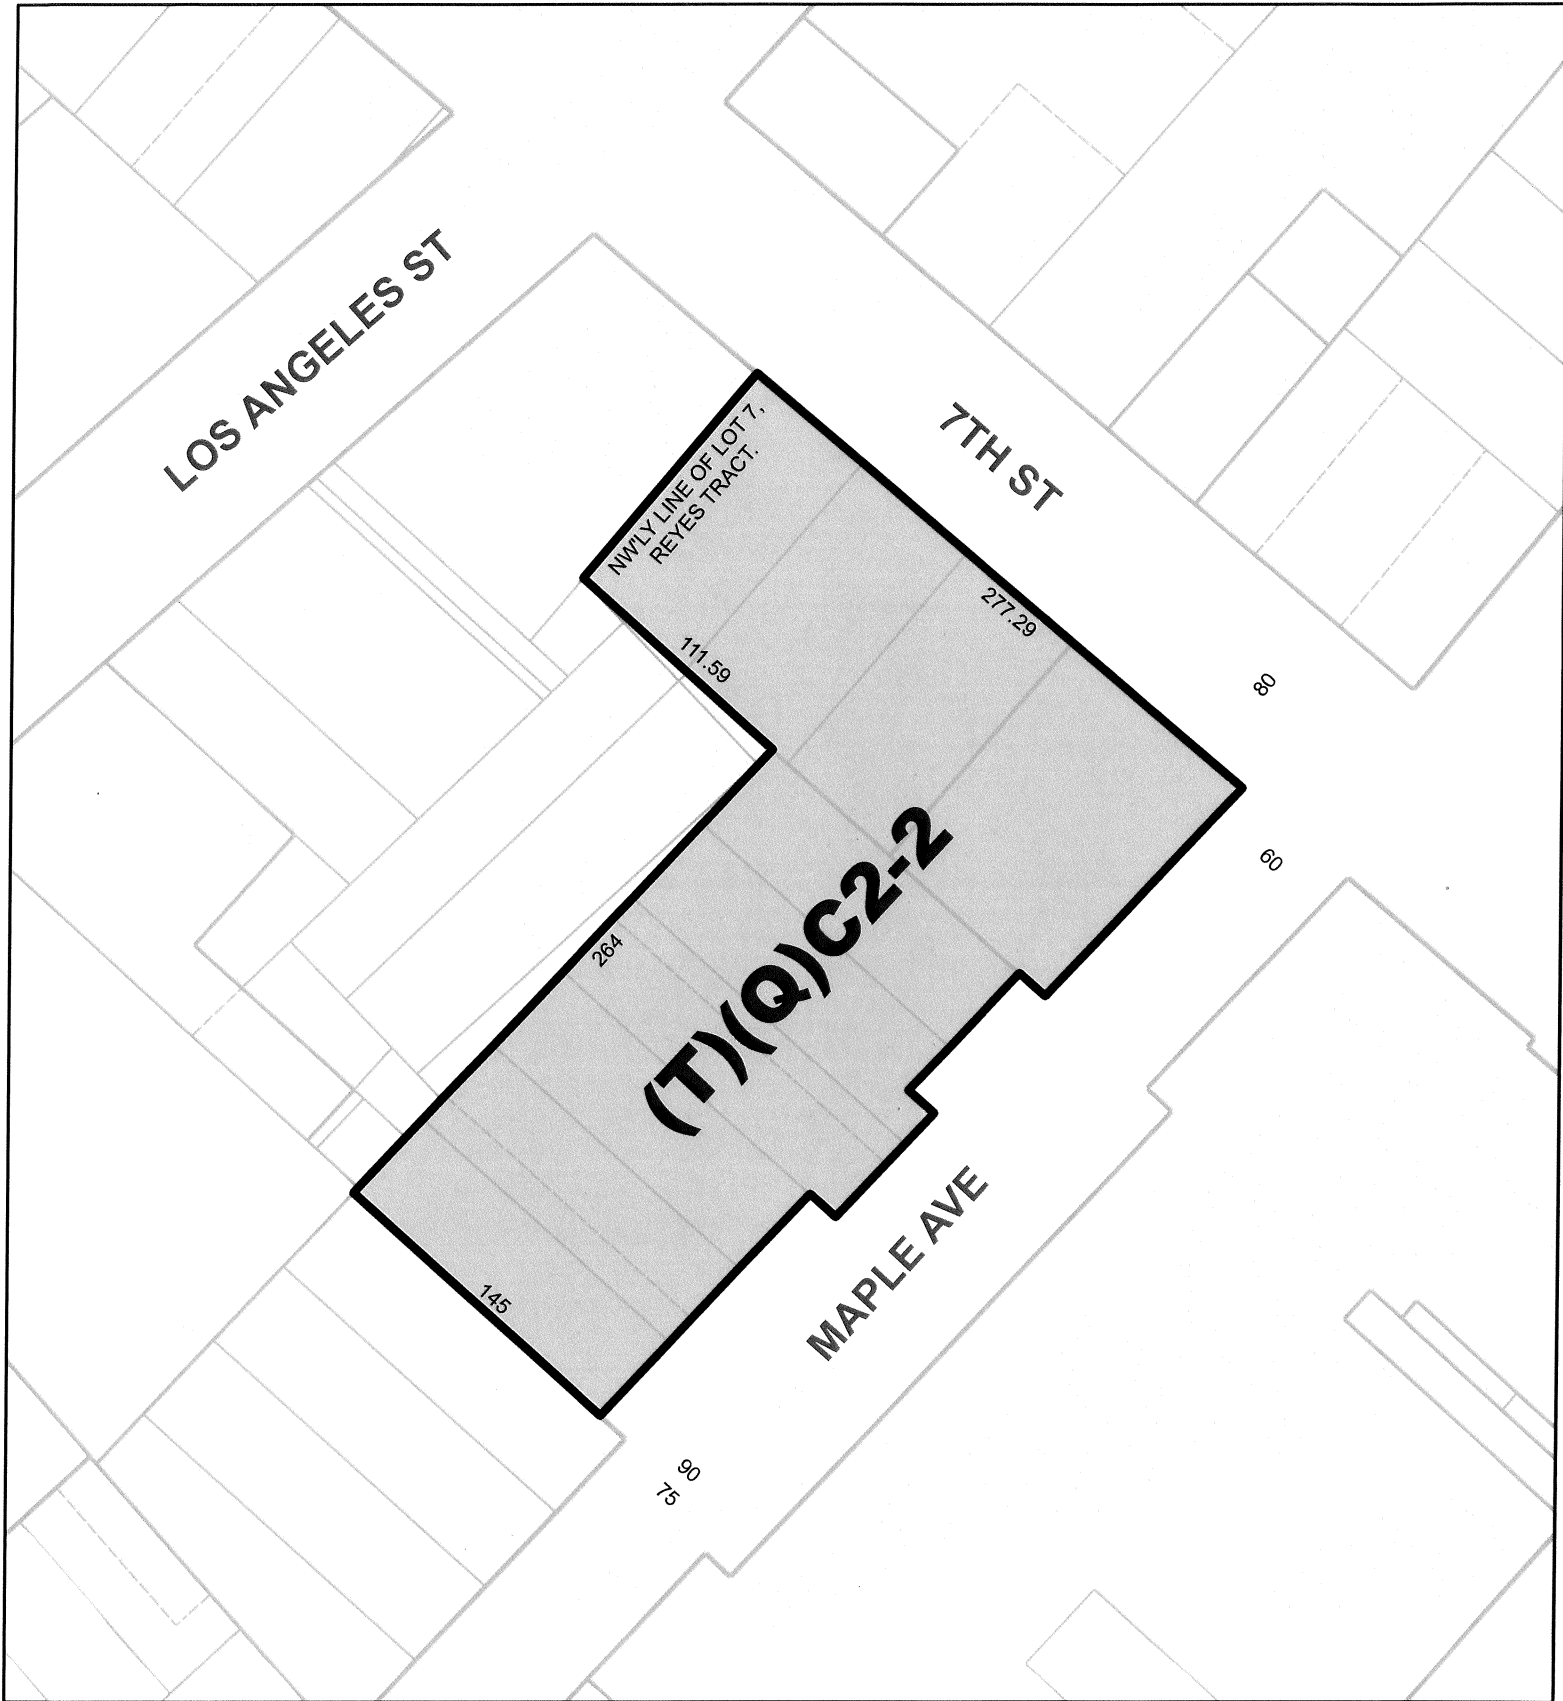 LOS ANGELES ST
NW'LY LINE OF LOT 7,
REYES TRACT.
7TH ST
277.29
111.59
80
60
264
(T)(Q)C2-2
MAPLE AVE
145
90
75